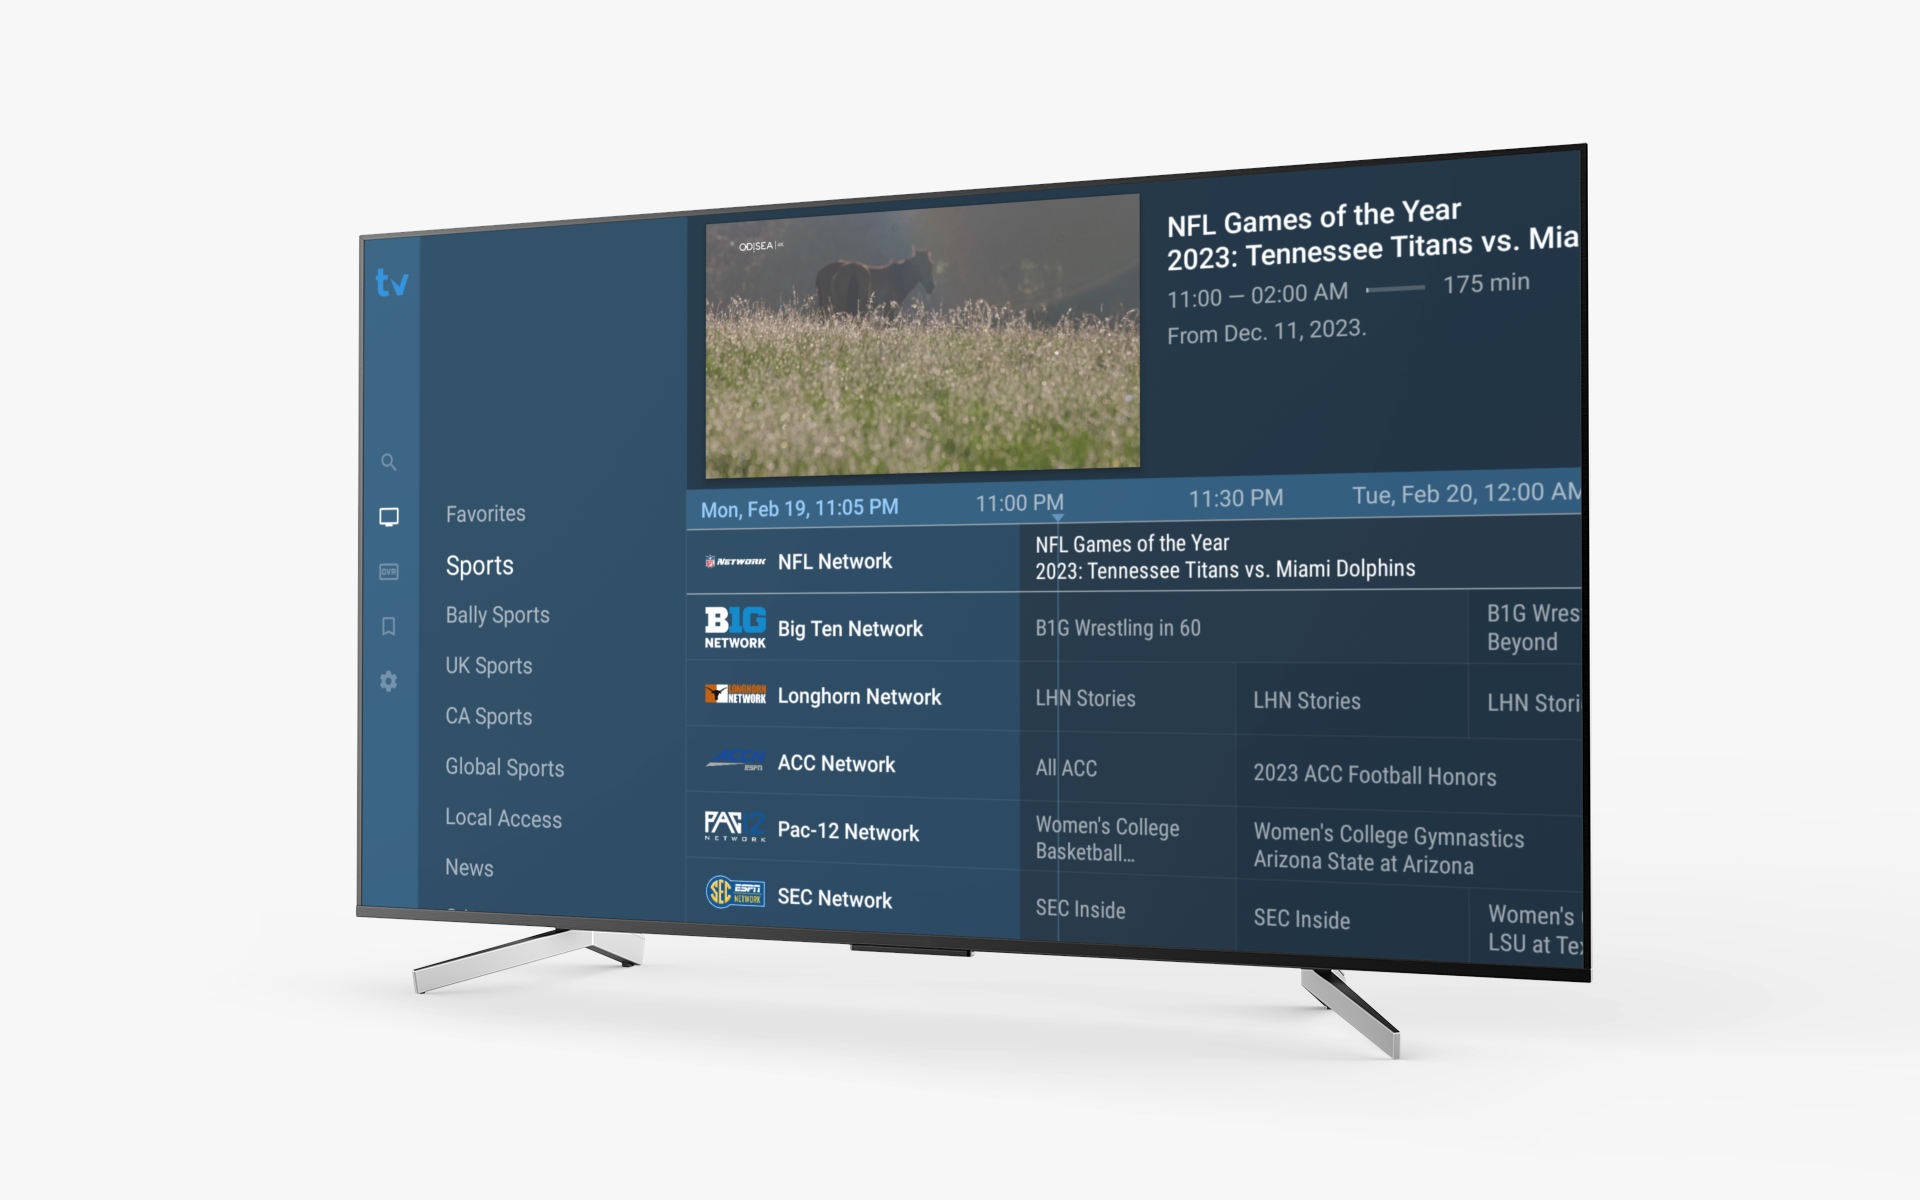 tv
ODISEA 4K
NFL Games of the Year
2023: Tennessee Titans vs. Mia
11:00 — 02:00 AM 175 min
From Dec. 11, 2023.
DVR
Favorites
Sports
Bally Sports
UK Sports
CA Sports
Global Sports
Local Access
News
Mon, Feb 19, 11:05 PM 11:00 PM 11:30 PM Tue, Feb 20, 12:00 AM
NETWORK NFL Network
NFL Games of the Year
2023: Tennessee Titans vs. Miami Dolphins
B1G
NETWORK
Big Ten Network
B1G Wrestling in 60
B1G Wres
Beyond
LONGHORN
NETWORK
Longhorn Network
LHN Stories
LHN Stories
LHN Stori
ACCN
ESPN
ACC Network
All ACC
2023 ACC Football Honors
PAC 12
NETWORK
Pac-12 Network
Women's College
Basketball...
Women's College Gymnastics
Arizona State at Arizona
SEC ESPN
NETWORK
SEC Network
SEC Inside
SEC Inside
Women's
LSU at Te